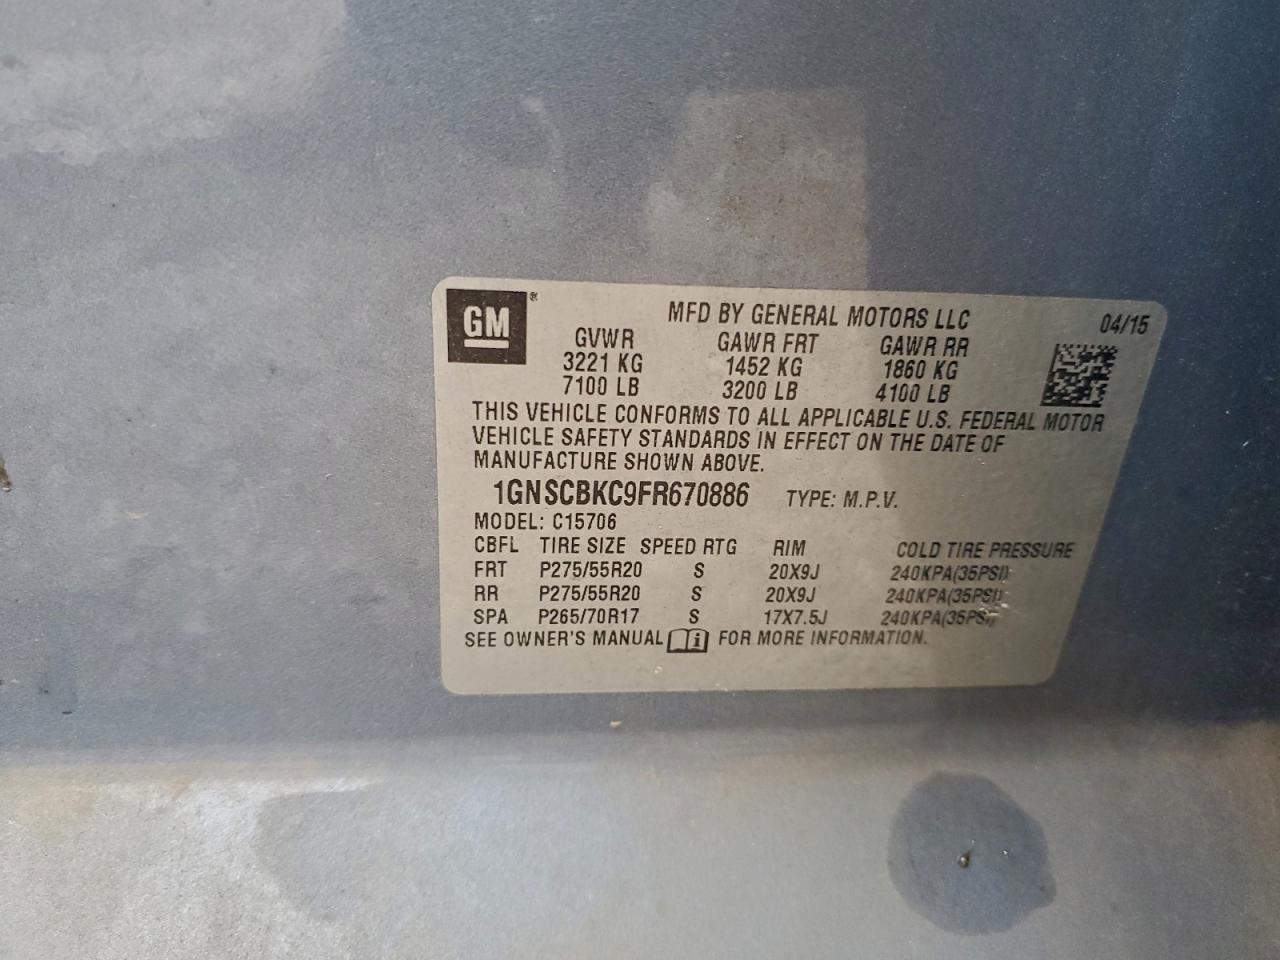 GM®
MFD BY GENERAL MOTORS LLC 04/15
GVWR GAWR FRT GAWR RR
3221 KG 1452 KG 1860 KG
7100 LB 3200 LB 4100 LB
THIS VEHICLE CONFORMS TO ALL APPLICABLE U.S. FEDERAL MOTOR
VEHICLE SAFETY STANDARDS IN EFFECT ON THE DATE OF
MANUFACTURE SHOWN ABOVE.
1GNSCBKC9FR670886 TYPE: M.P.V.
MODEL: C15706
CBFL TIRE SIZE SPEED RTG RIM COLD TIRE PRESSURE
FRT P275/55R20 S 20X9J 240KPA(35PSI)
RR P275/55R20 S 20X9J 240KPA(35PSI)
SPA P265/70R17 S 17X7.5J 240KPA(35PSI)
SEE OWNER'S MANUAL i FOR MORE INFORMATION.